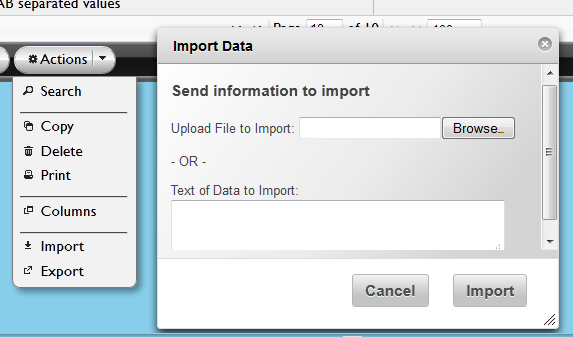 AB separated values
Page 10 of 10
Actions
Search
Copy
Delete
Print
Columns
Import
Export
Import Data
Send information to import
Upload File to Import:
Browse...
- OR -
Text of Data to Import:
Cancel
Import